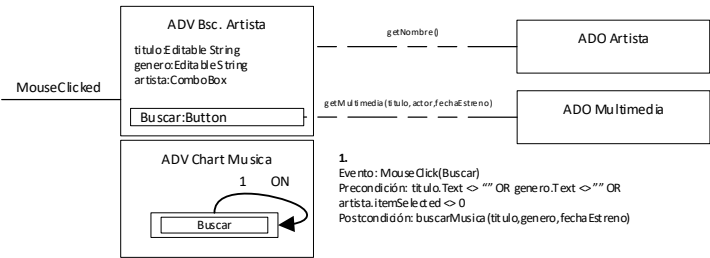 ADV Bsc. Artista
titulo:Editable String
genero:Editable String
artista:ComboBox
MouseClicked
Buscar:Button
getNombre()
ADO Artista
getMultimedia(titulo,actor,fechaEstreno)
ADO Multimedia
ADV Chart Musica
1 ON
Buscar
1.
Evento: MouseClick(Buscar)
Precondición: titulo.Text <> “” OR genero.Text <>”” OR
artista.itemSelected <> 0
Postcondición: buscarMusica(titulo,genero,fechaEstreno)